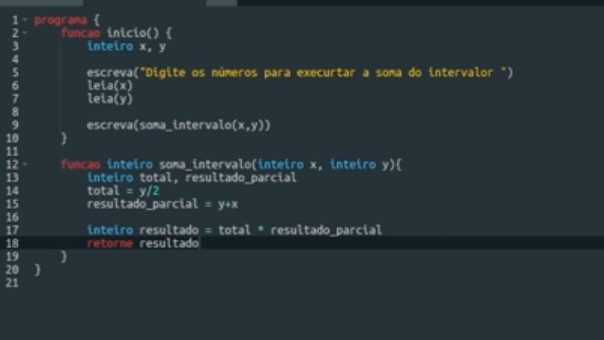 1 programa {
2 funcao inicio() {
3 inteiro x, y
4
5 escreva("Digite os números para execurtar a soma do intervalor ")
6 leia(x)
7 leia(y)
8
9 escreva(soma_intervalo(x,y))
10 }
11
12 funcao inteiro soma_intervalo(inteiro x, inteiro y){
13 inteiro total, resultado_parcial
14 total = y/2
15 resultado_parcial = y+x
16
17 inteiro resultado = total * resultado_parcial
18 retorne resultado
19 }
20 }
21